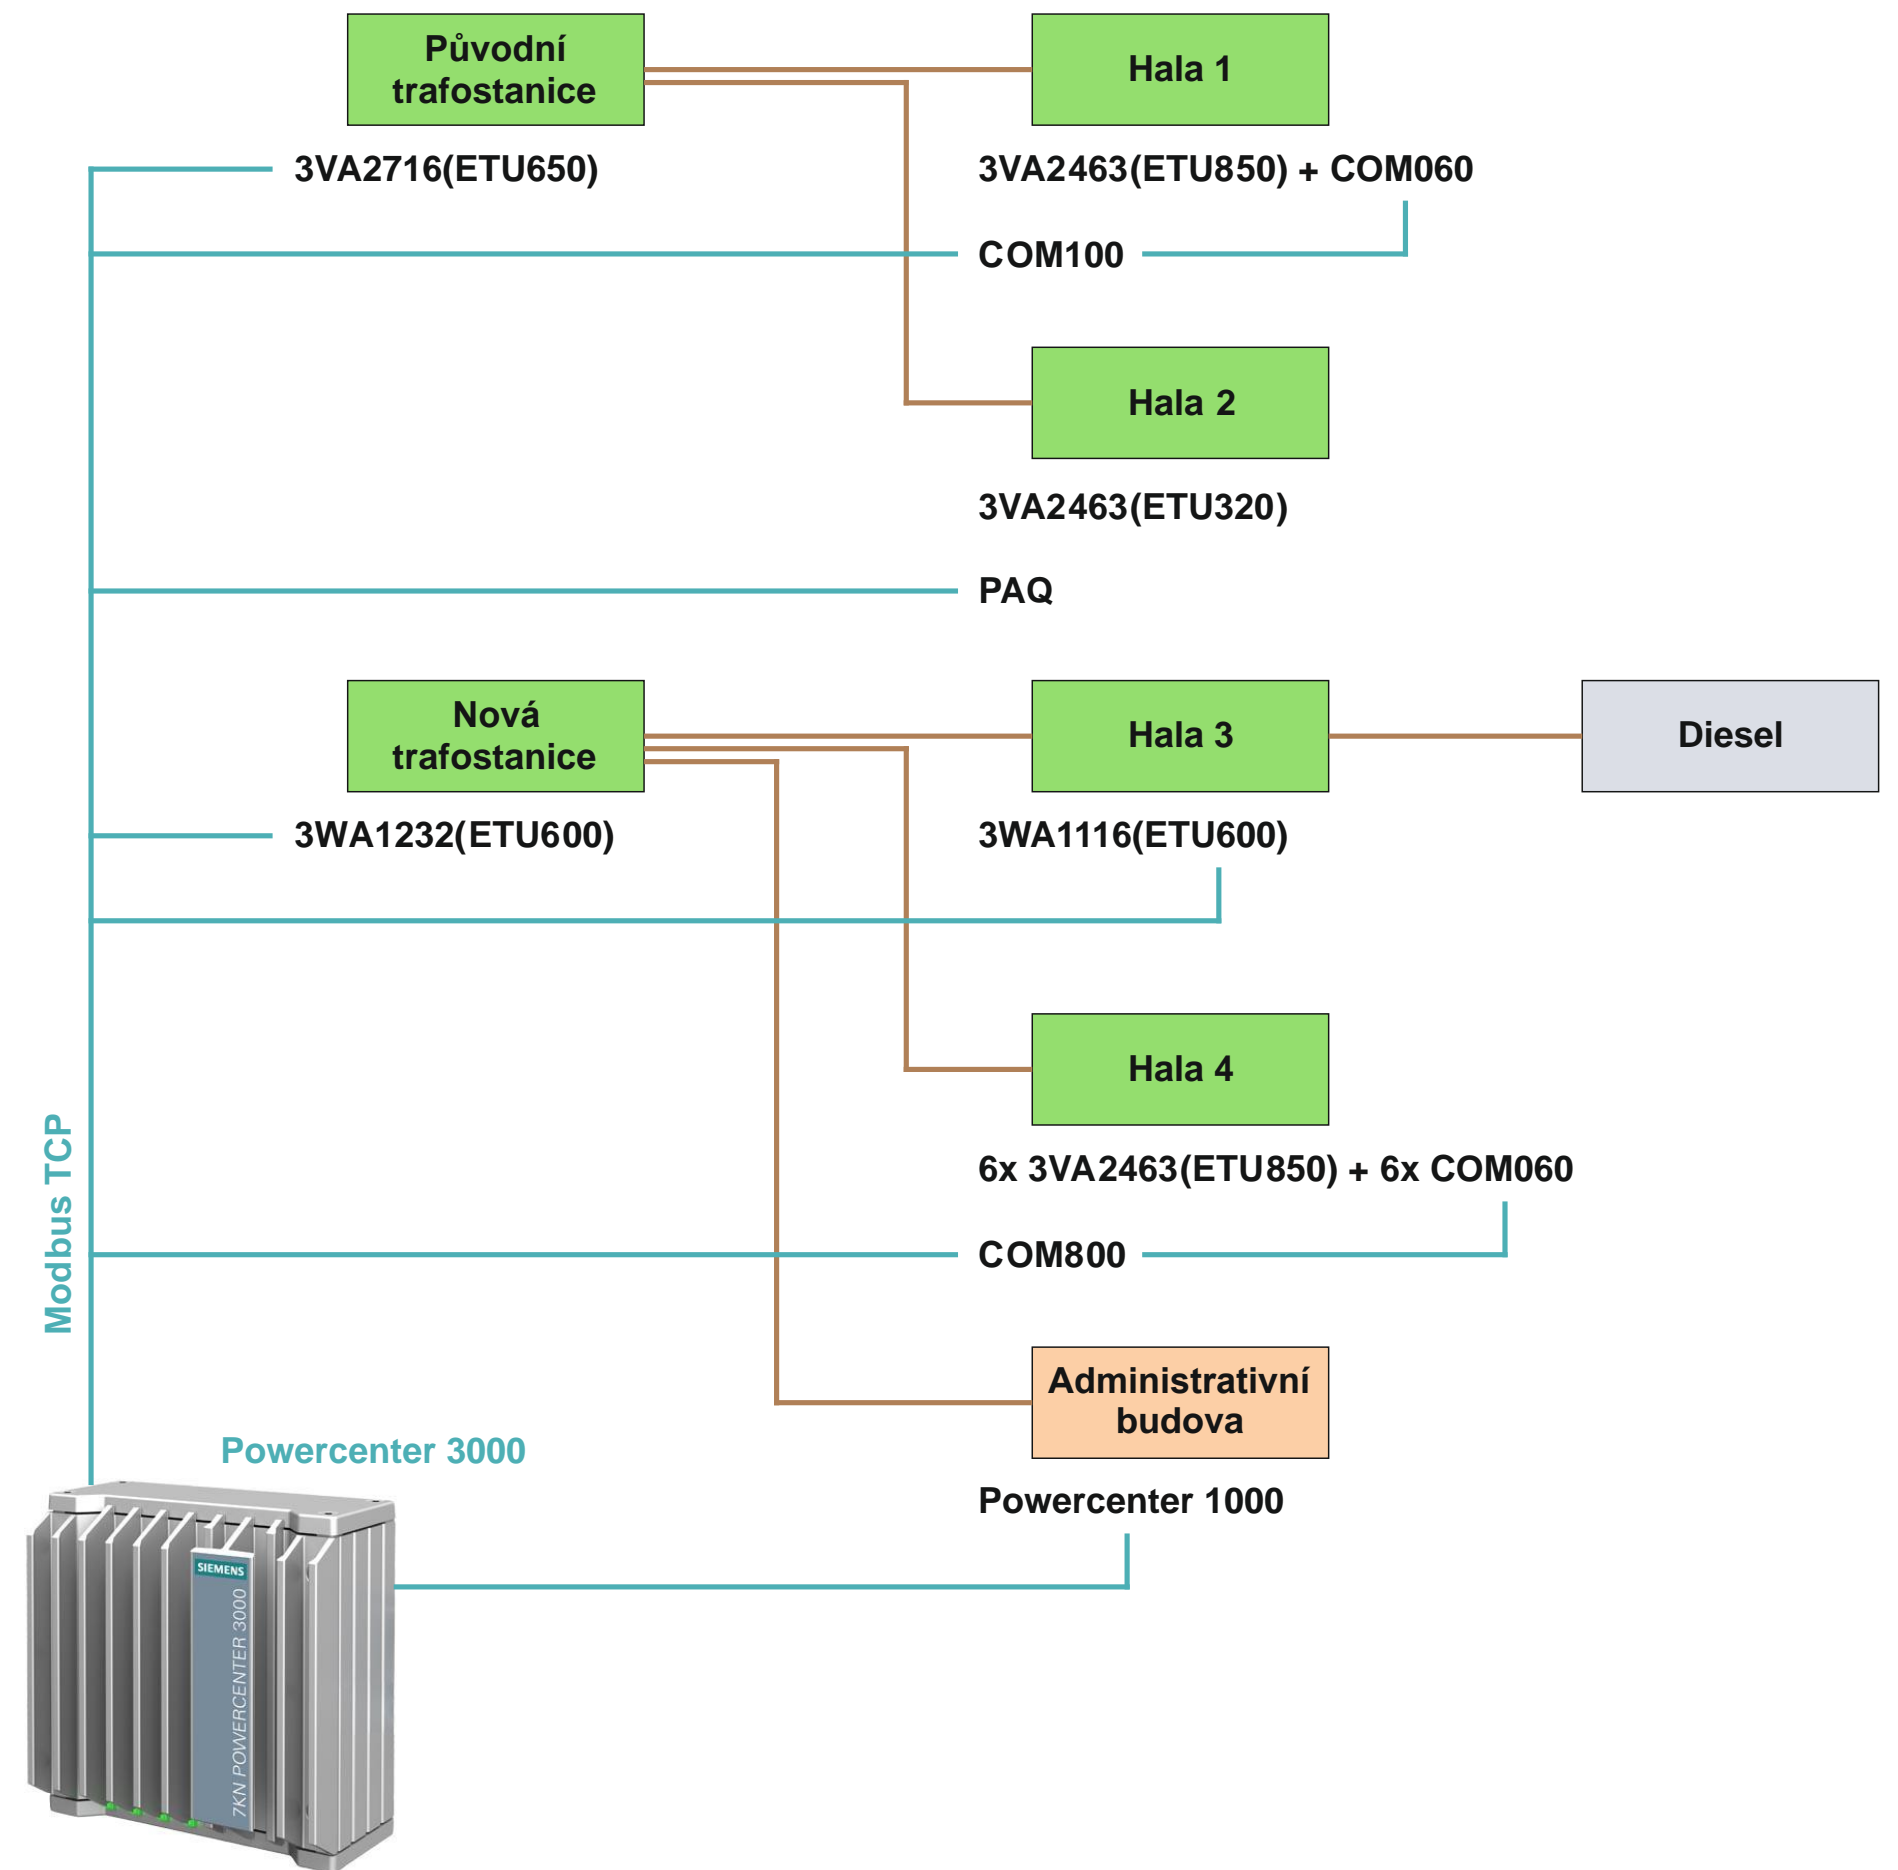 Původní
trafostanice
Hala 1
3VA2716(ETU650)
3VA2463(ETU850) + COM060
COM100
Hala 2
3VA2463(ETU320)
PAQ
Nová
trafostanice
Hala 3
Diesel
3WA1232(ETU600)
3WA1116(ETU600)
Hala 4
6x 3VA2463(ETU850) + 6x COM060
Modbus TCP
COM800
Administrativní
budova
Powercenter 3000
Powercenter 1000
SIEMENS
7KN POWERCENTER 3000